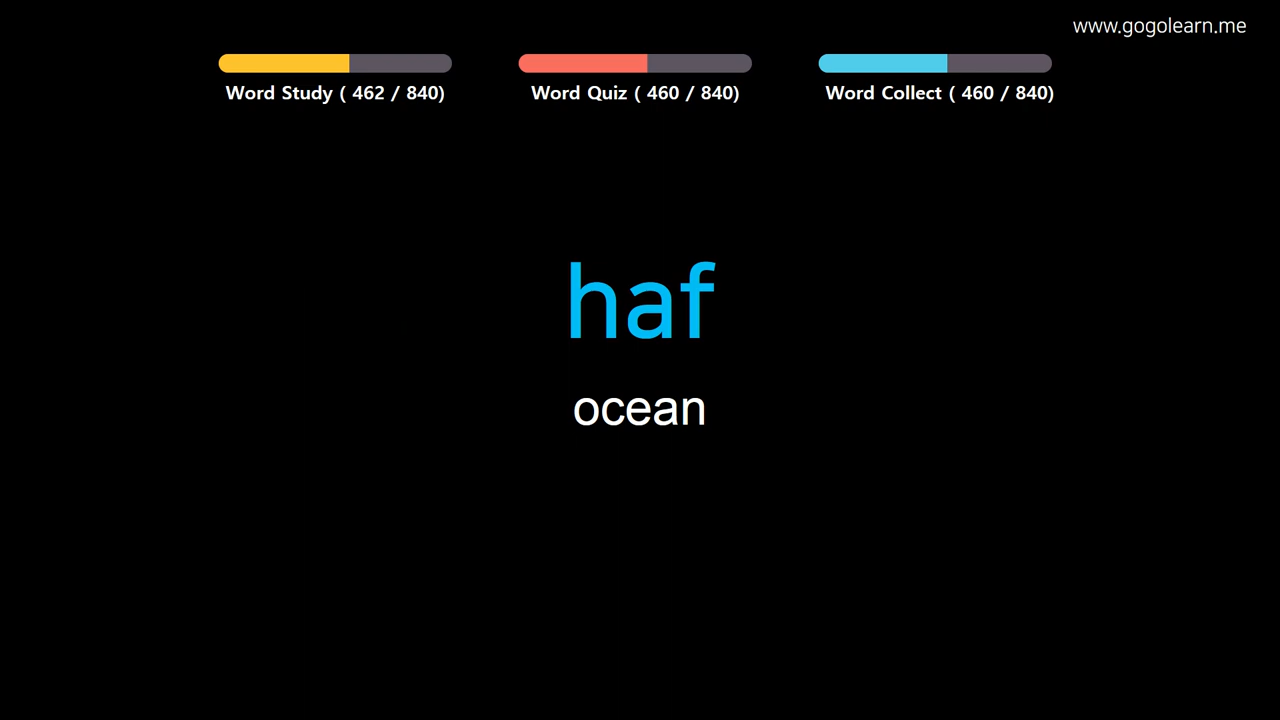 www.gogolearn.me
Word Study ( 462 / 840)
Word Quiz ( 460 / 840)
Word Collect ( 460 / 840)
haf
ocean